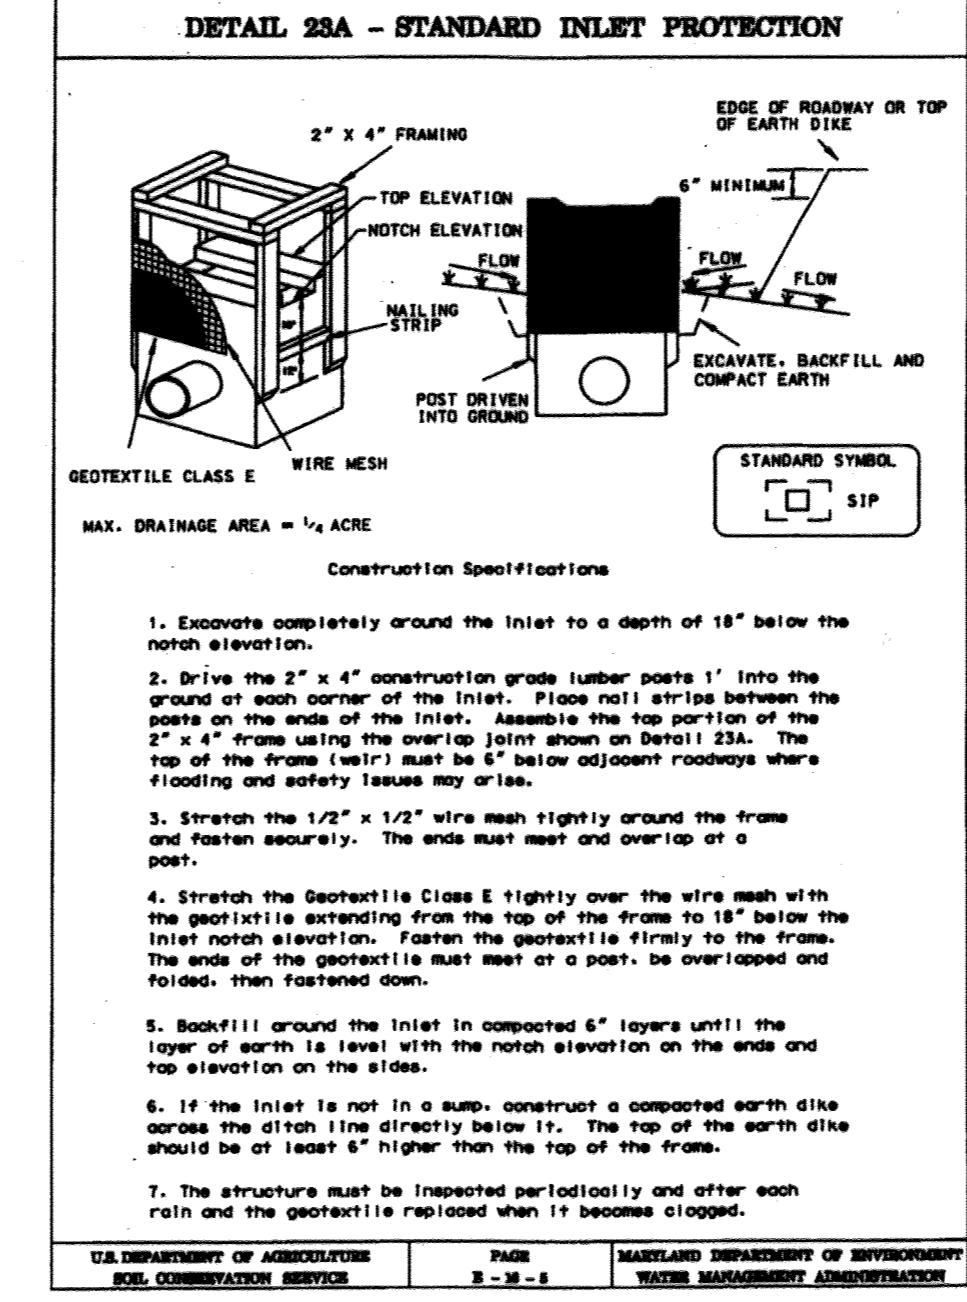 DETAIL 23A - STANDARD INLET PROTECTION
EDGE OF ROADWAY OR TOP
OF EARTH DIKE
2" X 4" FRAMING
6" MINIMUM
TOP ELEVATION
NOTCH ELEVATION
FLOW
FLOW
FLOW
NAILING
STRIP
18"
12"
EXCAVATE, BACKFILL AND
COMPACT EARTH
POST DRIVEN
INTO GROUND
WIRE MESH
GEOTEXTILE CLASS E
STANDARD SYMBOL
SIP
MAX. DRAINAGE AREA = 1/4 ACRE
Construction Specifications
1. Excavate completely around the inlet to a depth of 18" below the
notch elevation.
2. Drive the 2" x 4" construction grade lumber posts 1' into the
ground at each corner of the inlet. Place nail strips between the
posts on the ends of the inlet. Assemble the top portion of the
2" x 4" frame using the overlap joint shown on Detail 23A. The
top of the frame (weir) must be 6" below adjacent roadways where
flooding and safety issues may arise.
3. Stretch the 1/2" x 1/2" wire mesh tightly around the frame
and fasten securely. The ends must meet and overlap at a
post.
4. Stretch the Geotextile Class E tightly over the wire mesh with
the geotixtile extending from the top of the frame to 18" below the
inlet notch elevation. Fasten the geotextile firmly to the frame.
The ends of the geotextile must meet at a post, be overlapped and
folded, then fastened down.
5. Backfill around the inlet in compacted 6" layers until the
layer of earth is level with the notch elevation on the ends and
top elevation on the sides.
6. If the inlet is not in a sump, construct a compacted earth dike
across the ditch line directly below it. The top of the earth dike
should be at least 6" higher than the top of the frame.
7. The structure must be inspected periodically and after each
rain and the geotextile replaced when it becomes clogged.
U.S. DEPARTMENT OF AGRICULTURE
SOIL CONSERVATION SERVICE
PAGE
E - 16 - 5
MARYLAND DEPARTMENT OF ENVIRONMENT
WATER MANAGEMENT ADMINISTRATION